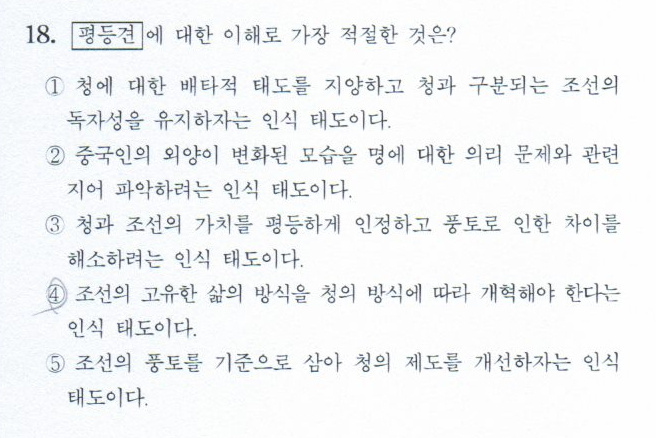 18. 평등견에 대한 이해로 가장 적절한 것은?
① 청에 대한 배타적 태도를 지양하고 청과 구분되는 조선의
독자성을 유지하자는 인식 태도이다.
② 중국인의 외양이 변화된 모습을 명에 대한 의리 문제와 관련
지어 파악하려는 인식 태도이다.
③ 청과 조선의 가치를 평등하게 인정하고 풍토로 인한 차이를
해소하려는 인식 태도이다.
④ 조선의 고유한 삶의 방식을 청의 방식에 따라 개혁해야 한다는
인식 태도이다.
⑤ 조선의 풍토를 기준으로 삼아 청의 제도를 개선하자는 인식
태도이다.